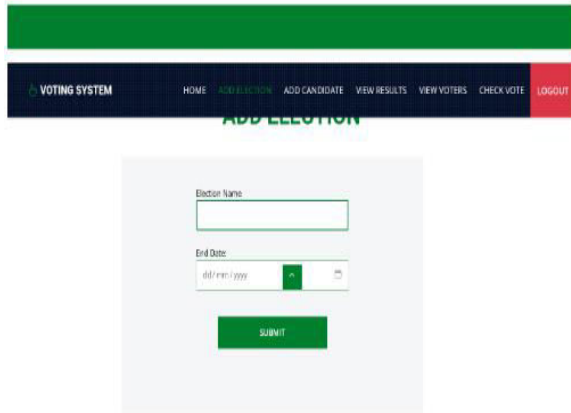 VOTING SYSTEM HOME ADD ELECTION ADD CANDIDATE VIEW RESULTS VIEW VOTERS CHECK VOTE LOGOUT
ADD ELECTION
Election Name
End Date:
dd/mm/yyyy
SUBMIT